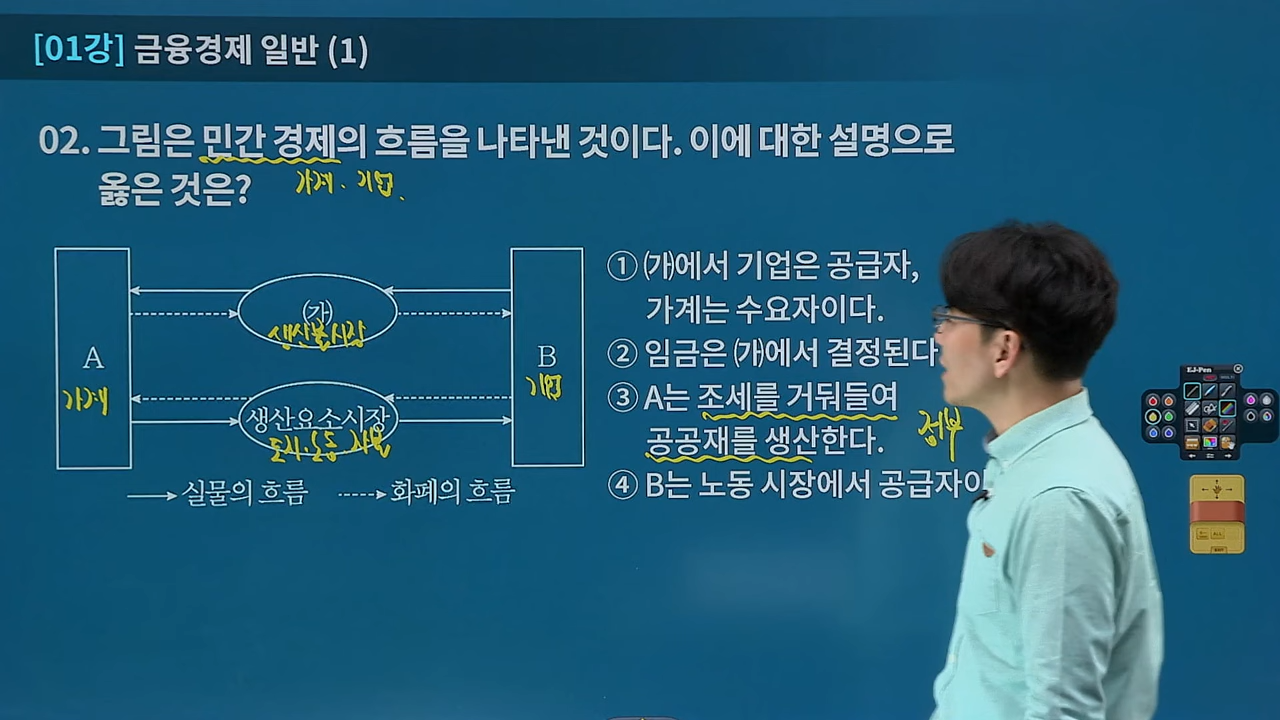 [01강] 금융경제 일반 (1)
02. 그림은 민간 경제의 흐름을 나타낸 것이다. 이에 대한 설명으로
옳은 것은? 가계 · 기업.
A
가계
(가)
생산물시장
생산요소시장
토지·노동 자본
B
기업
실물의 흐름
화폐의 흐름
① (가)에서 기업은 공급자,
가계는 수요자이다.
② 임금은 (가)에서 결정된다
③ A는 조세를 거둬들여
공공재를 생산한다. 정부
④ B는 노동 시장에서 공급자이
EJ-Pen